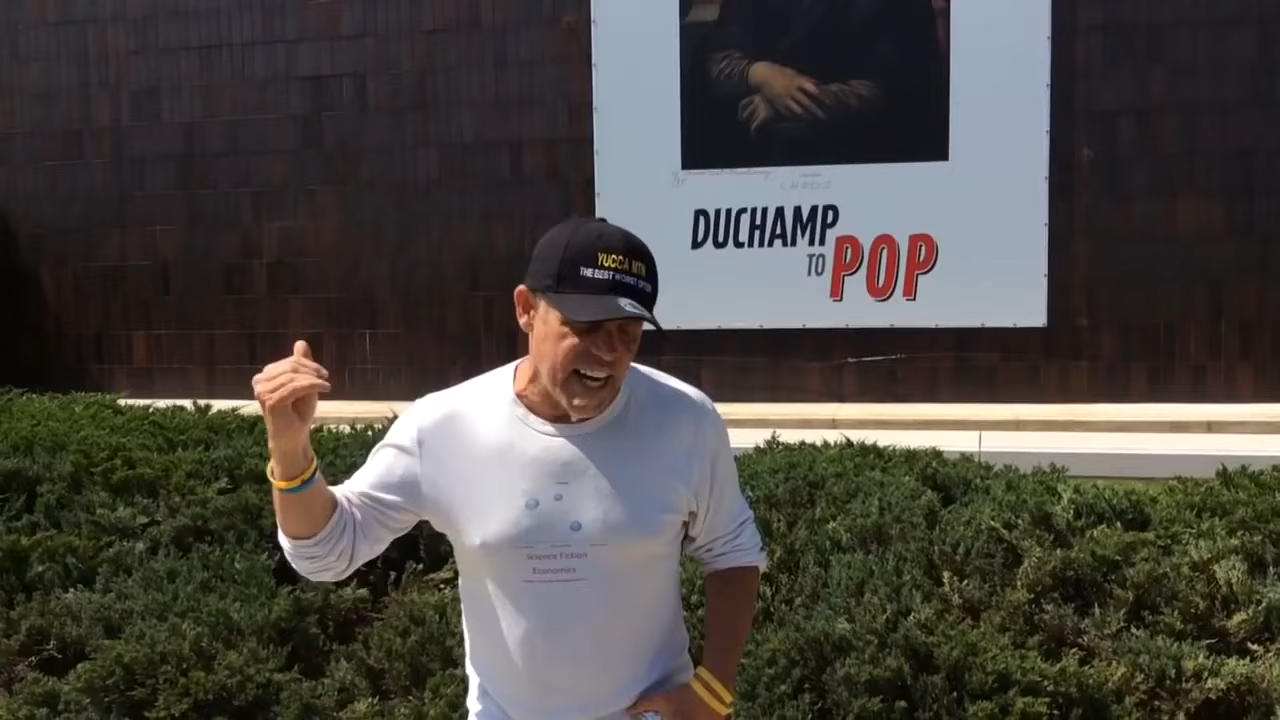 DUCHAMP
TO POP
YUCCA MTN
THE BEST WORST OPTION
Science Fiction
Economics